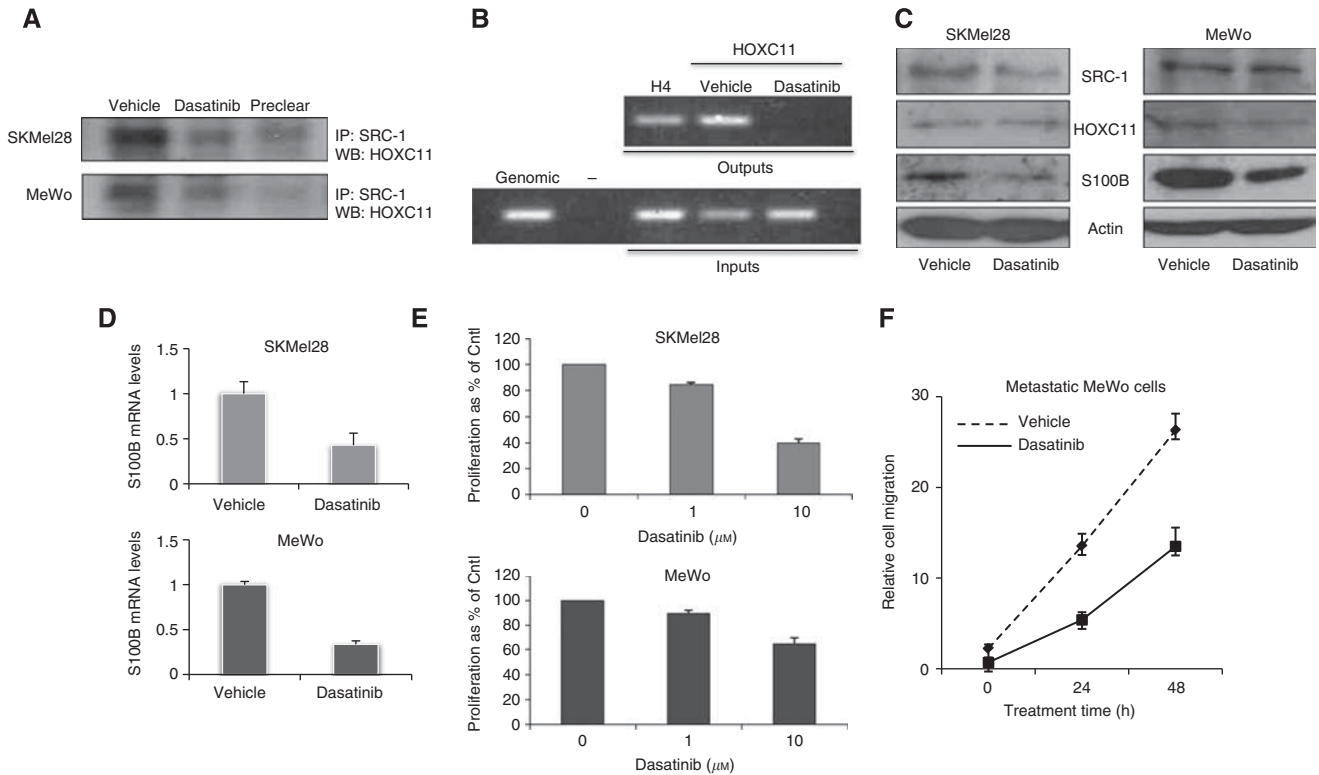 A
Vehicle Dasatinib Preclear
SKMel28
IP: SRC-1
WB: HOXC11
MeWo
IP: SRC-1
WB: HOXC11
B
HOXC11
H4 Vehicle Dasatinib
Outputs
Genomic –
Inputs
C
SKMel28 MeWo
SRC-1
HOXC11
S100B
Actin
Vehicle Dasatinib Vehicle Dasatinib
D
SKMel28
S100B mRNA levels
1.5
1
0.5
0
Vehicle Dasatinib
MeWo
S100B mRNA levels
1.5
1
0.5
0
Vehicle Dasatinib
E
SKMel28
Proliferation as % of Cntl
120
100
80
60
40
20
0
0 1 10
Dasatinib (μM)
MeWo
Proliferation as % of Cntl
120
100
80
60
40
20
0
0 1 10
Dasatinib (μM)
F
Metastatic MeWo cells
Vehicle
Dasatinib
Relative cell migration
30
20
10
0
0 24 48
Treatment time (h)